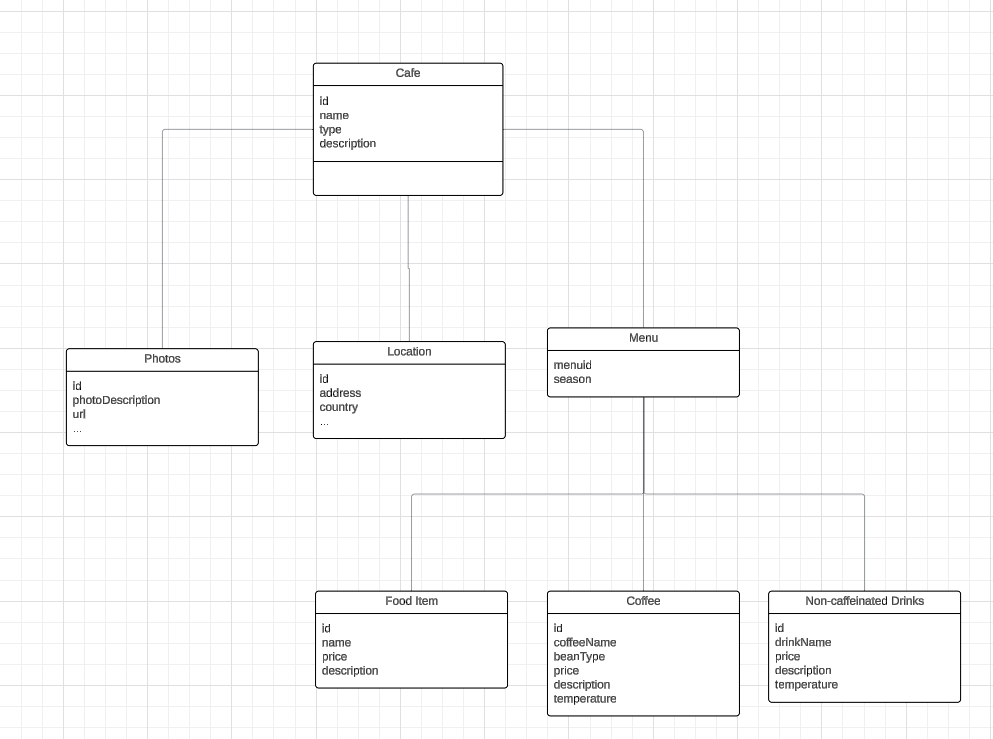 Cafe
id
name
type
description
Photos
id
photoDescription
url
...
Location
id
address
country
...
Menu
menuid
season
Food Item
id
name
price
description
Coffee
id
coffeeName
beanType
price
description
temperature
Non-caffeinated Drinks
id
drinkName
price
description
temperature